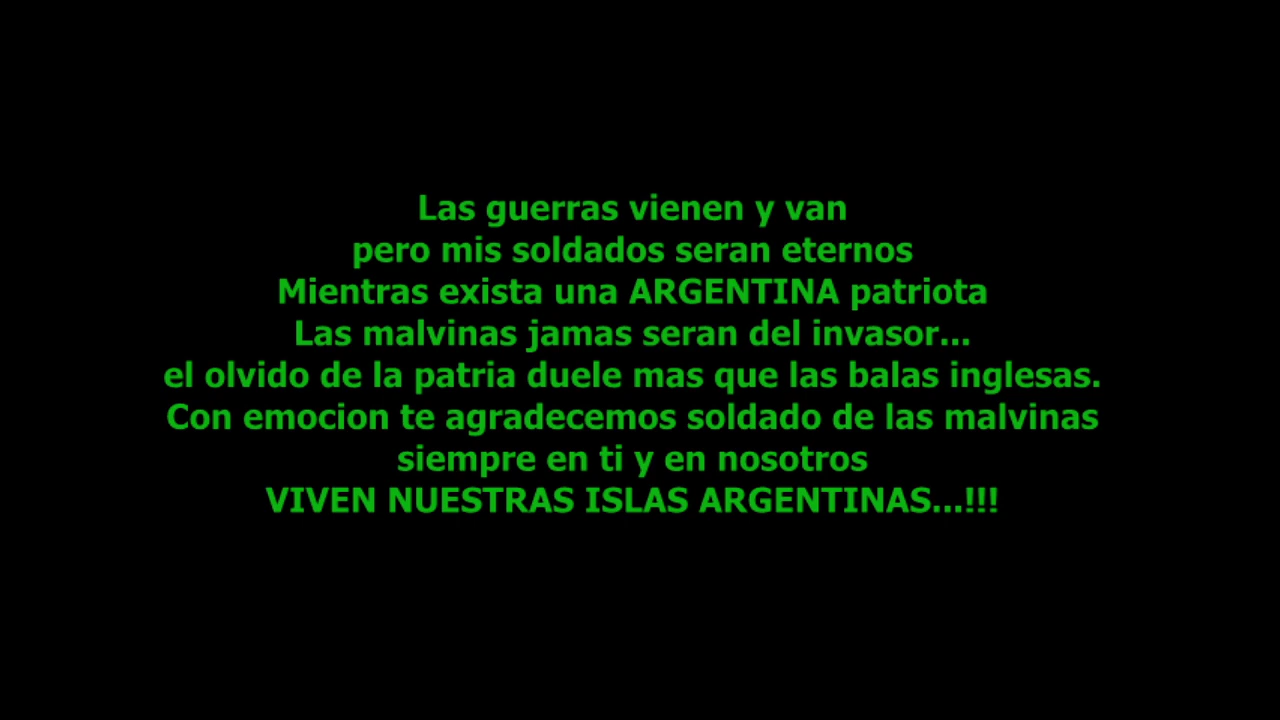 Las guerras vienen y van
pero mis soldados seran eternos
Mientras exista una ARGENTINA patriota
Las malvinas jamas seran del invasor...
el olvido de la patria duele mas que las balas inglesas.
Con emocion te agradecemos soldado de las malvinas
siempre en ti y en nosotros
VIVEN NUESTRAS ISLAS ARGENTINAS...!!!